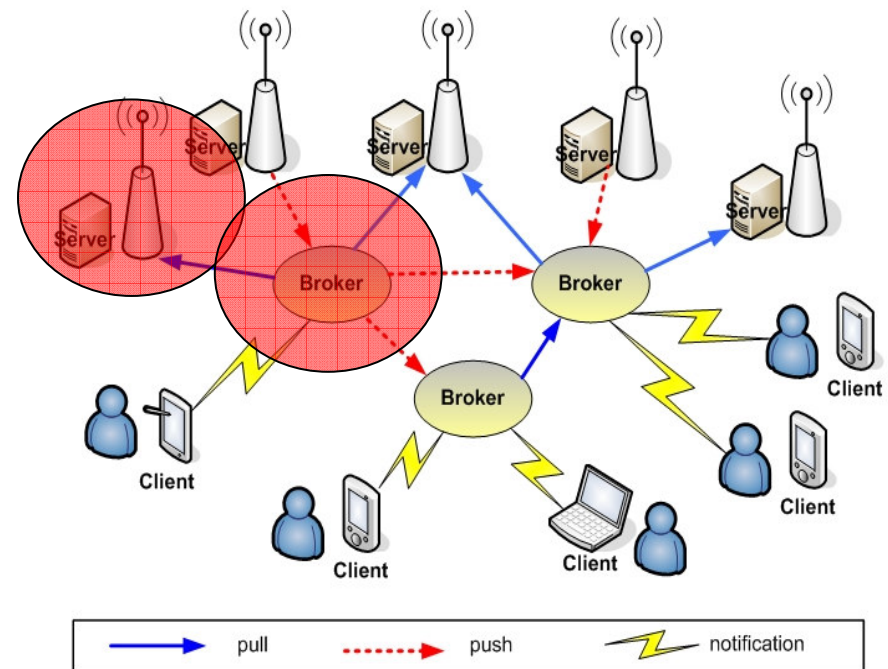 Server
Server
Server
Server
Server
Broker
Broker
Broker
Client
Client
Client
Client
Client
pull
push
notification